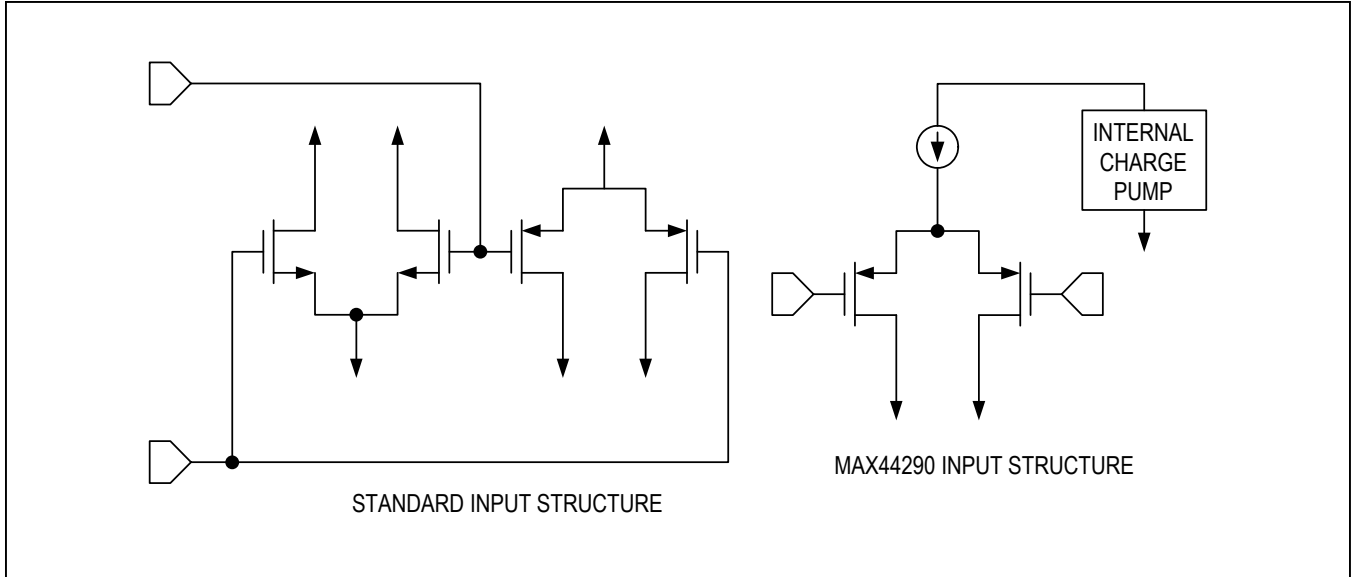 INTERNAL
CHARGE
PUMP
MAX44290 INPUT STRUCTURE
STANDARD INPUT STRUCTURE